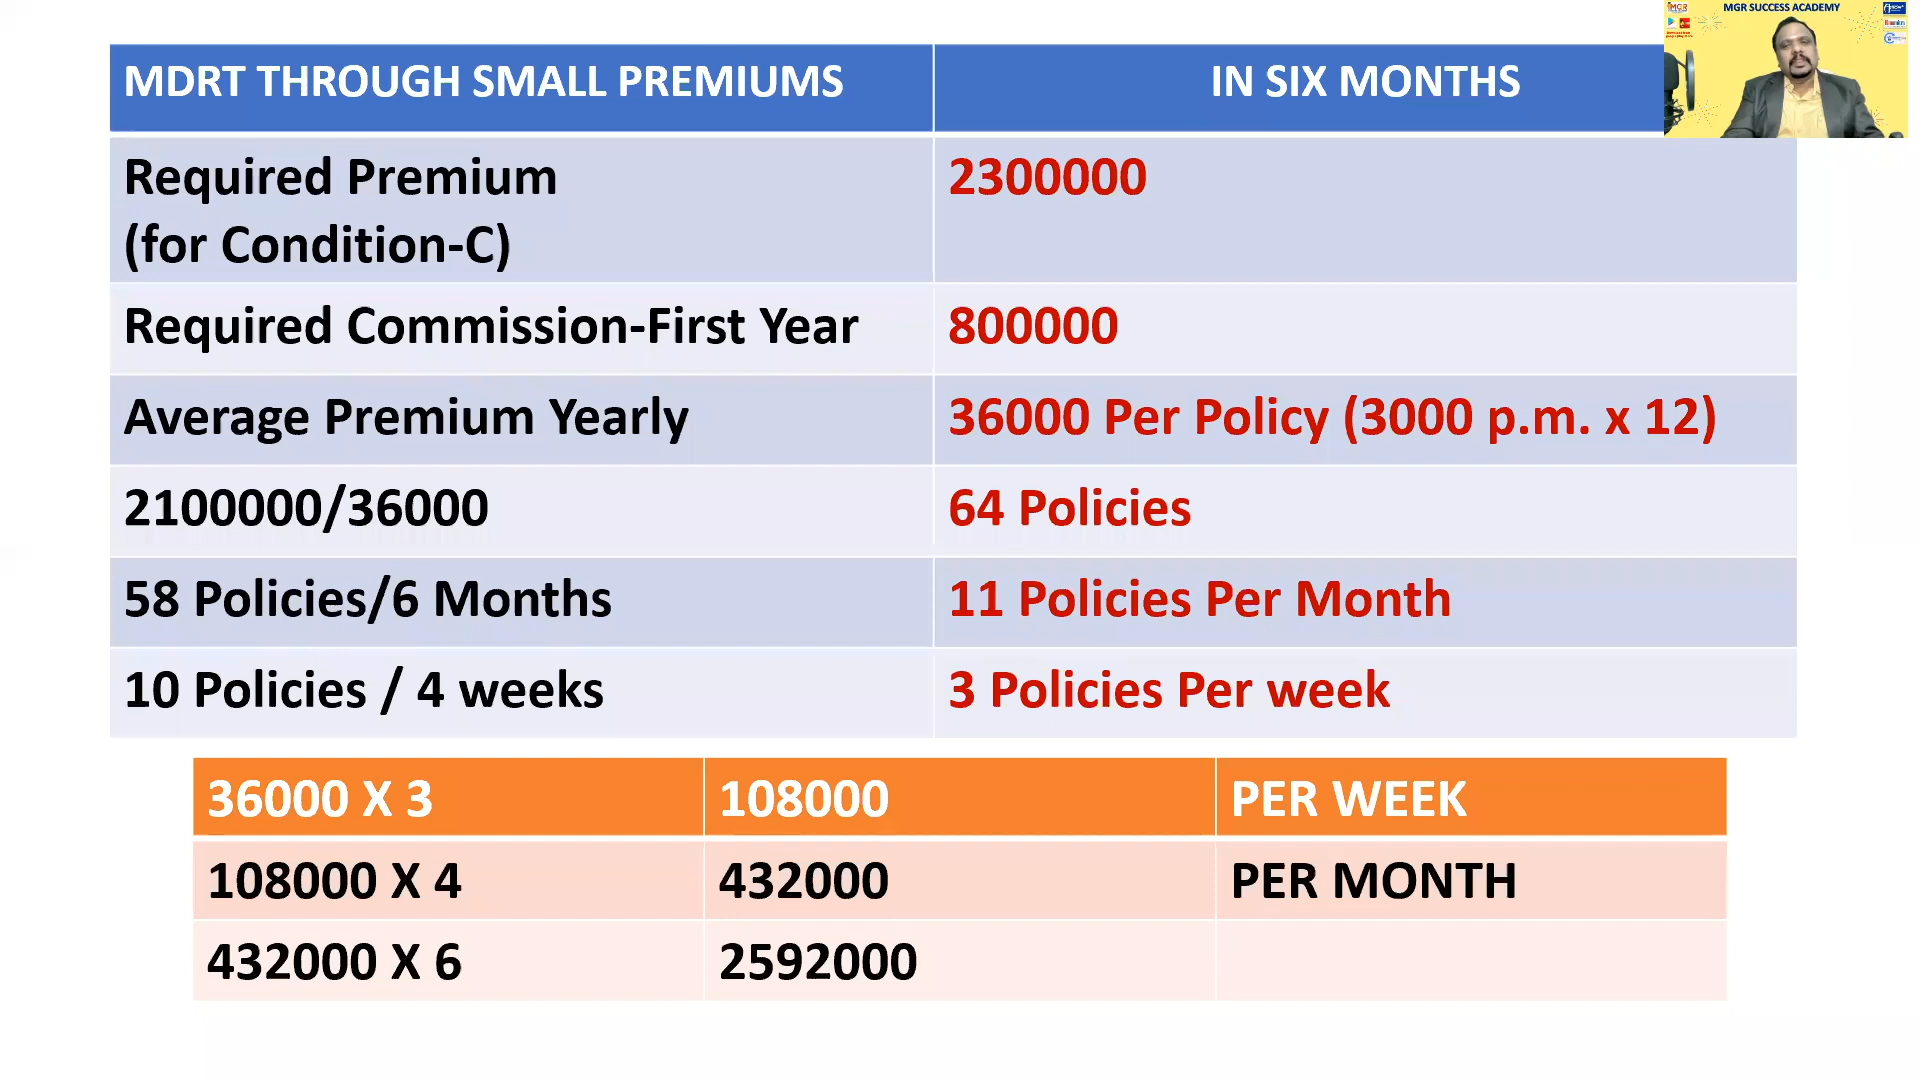 MGR SUCCESS ACADEMY
MGR
MDRT THROUGH SMALL PREMIUMS IN SIX MONTHS
Required Premium 2300000
(for Condition-C)
Required Commission-First Year 800000
Average Premium Yearly 36000 Per Policy (3000 p.m. x 12)
2100000/36000 64 Policies
58 Policies/6 Months 11 Policies Per Month
10 Policies / 4 weeks 3 Policies Per week
36000 X 3 108000 PER WEEK
108000 X 4 432000 PER MONTH
432000 X 6 2592000